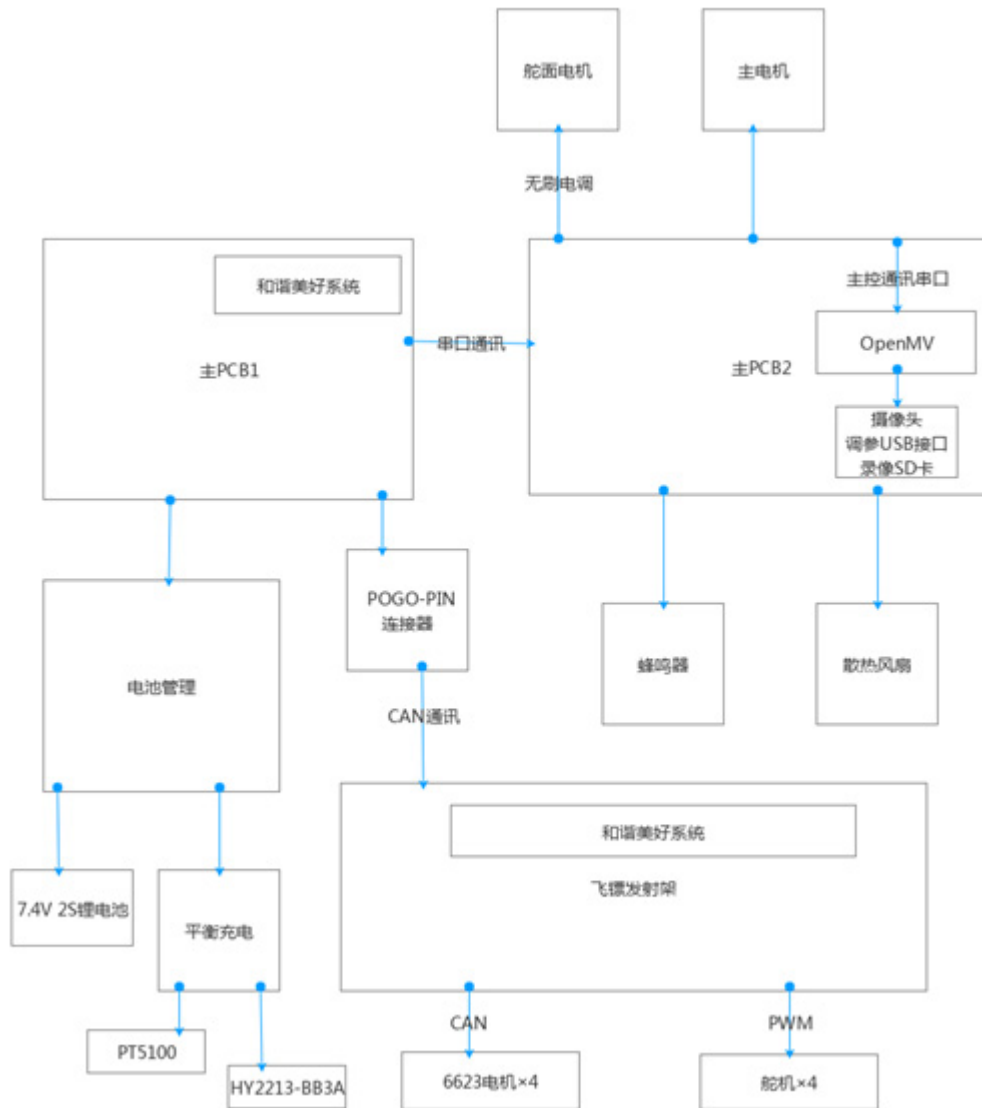 舵面电机
主电机
无刷电调
和谐美好系统
主控通讯串口
串口通讯
OpenMV
主PCB1
主PCB2
摄像头
调参USB接口
录像SD卡
POGO-PIN
连接器
蜂鸣器
散热风扇
电池管理
CAN通讯
和谐美好系统
飞镖发射架
7.4V 2S锂电池
平衡充电
CAN
PWM
PT5100
HY2213-BB3A
6623电机×4
舵机×4